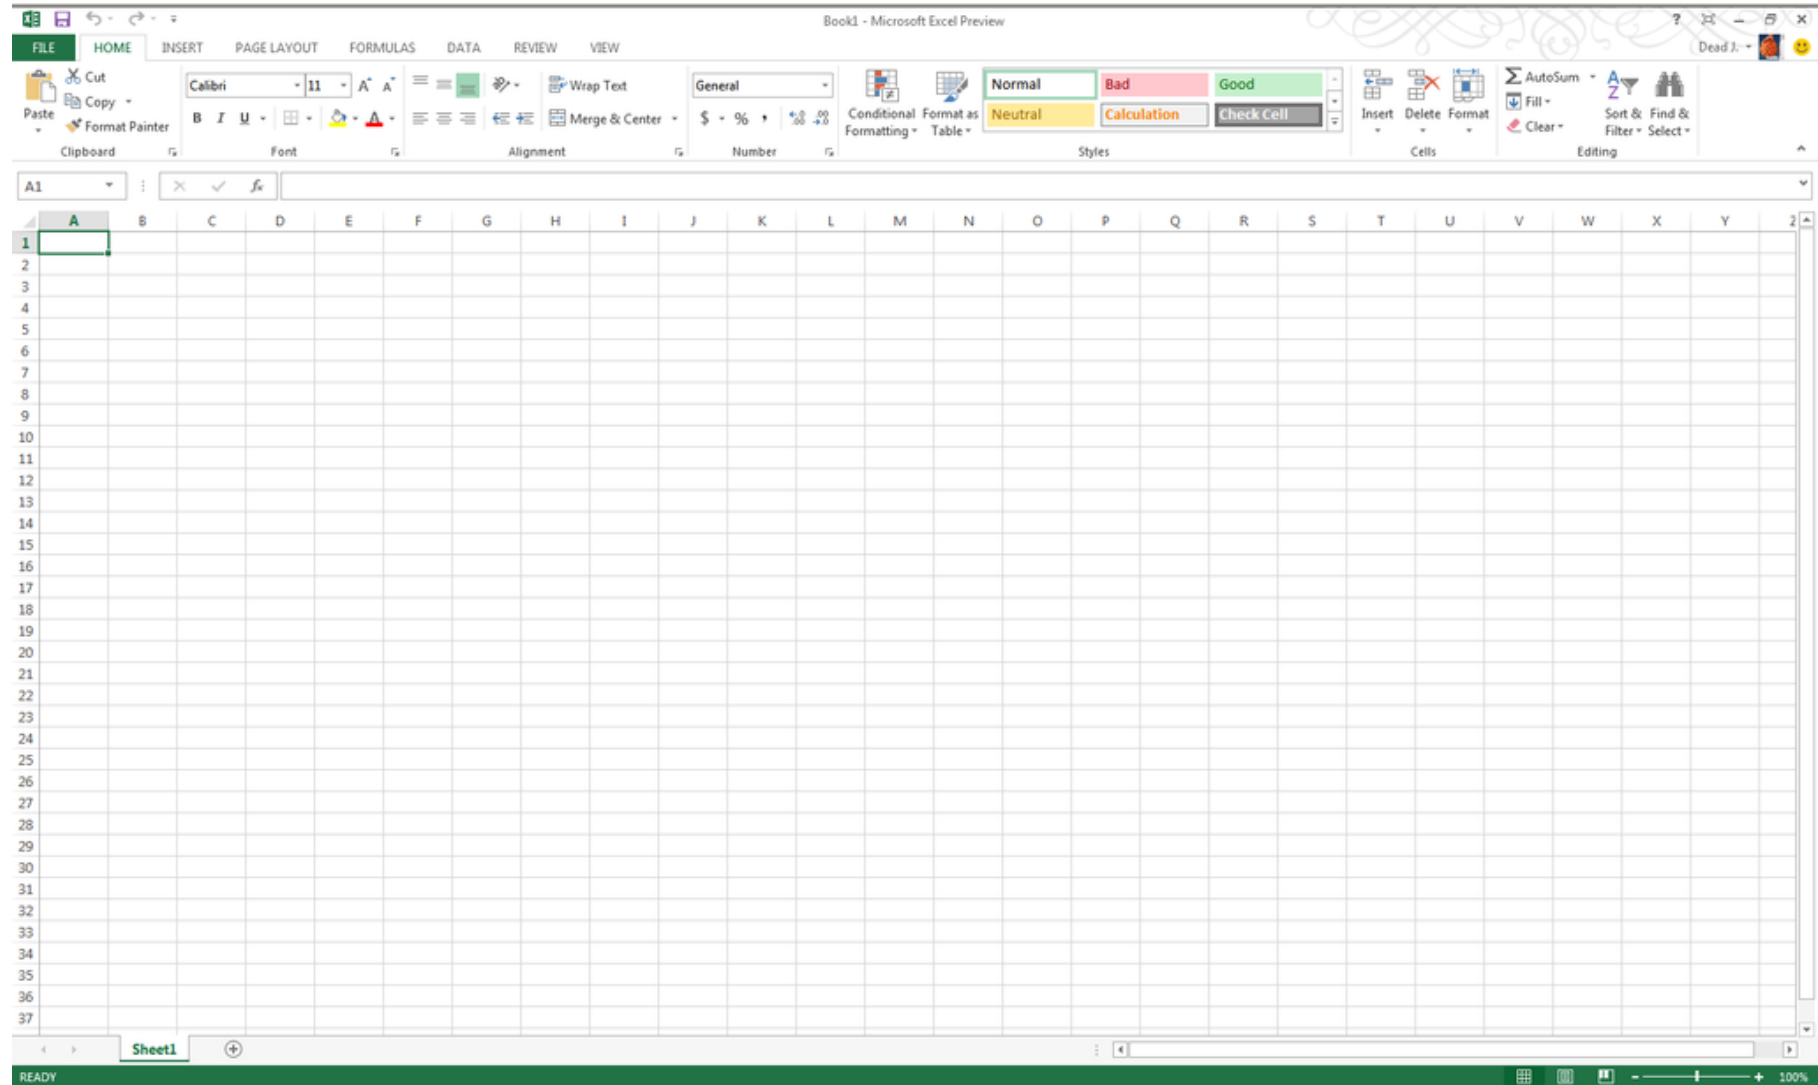 Book1 - Microsoft Excel Preview
?
FILE HOME INSERT PAGE LAYOUT FORMULAS DATA REVIEW VIEW
Dead J.
Paste
Cut
Copy
Format Painter
Clipboard
Calibri 11
B I U
Font
Wrap Text
Merge & Center
Alignment
General
$ % ,
Number
Conditional Formatting
Format as Table
Normal Bad Good
Neutral Calculation Check Cell
Styles
Insert Delete Format
Cells
AutoSum
Fill
Clear
Sort & Filter
Find & Select
Editing
A1
fx
A B C D E F G H I J K L M N O P Q R S T U V W X Y
1
2
3
4
5
6
7
8
9
10
11
12
13
14
15
16
17
18
19
20
21
22
23
24
25
26
27
28
29
30
31
32
33
34
35
36
37
Sheet1
READY
100%